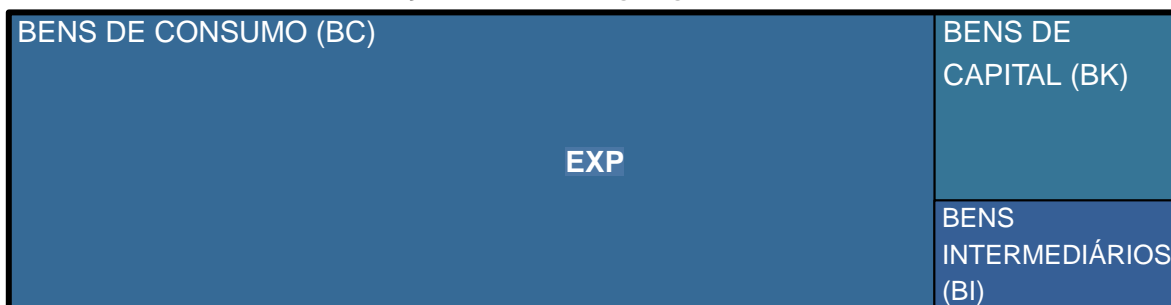 BENS DE CONSUMO (BC)
EXP
BENS DE
CAPITAL (BK)
BENS
INTERMEDIÁRIOS
(BI)